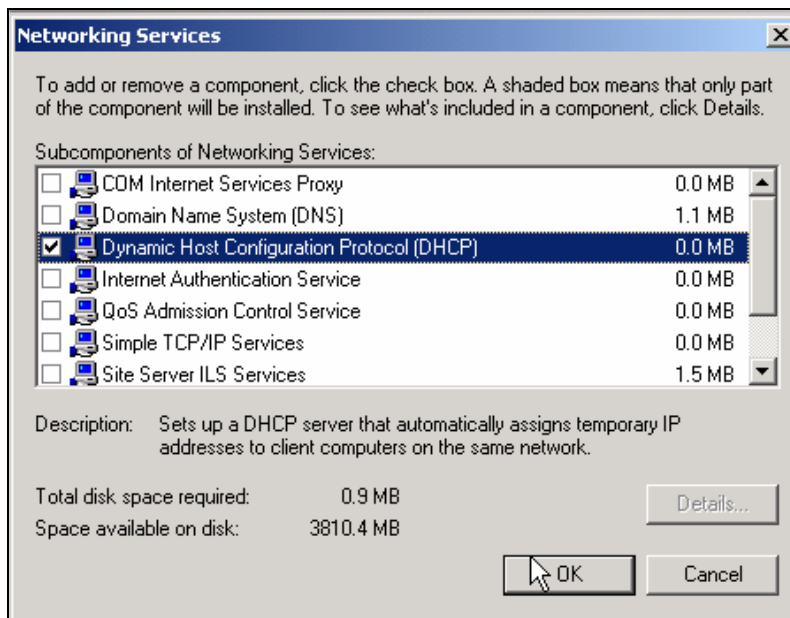 Networking Services
To add or remove a component, click the check box. A shaded box means that only part
of the component will be installed. To see what's included in a component, click Details.
Subcomponents of Networking Services:
COM Internet Services Proxy 0.0 MB
Domain Name System (DNS) 1.1 MB
Dynamic Host Configuration Protocol (DHCP) 0.0 MB
Internet Authentication Service 0.0 MB
QoS Admission Control Service 0.0 MB
Simple TCP/IP Services 0.0 MB
Site Server ILS Services 1.5 MB
Description: Sets up a DHCP server that automatically assigns temporary IP
addresses to client computers on the same network.
Total disk space required: 0.9 MB
Space available on disk: 3810.4 MB
Details...
OK Cancel